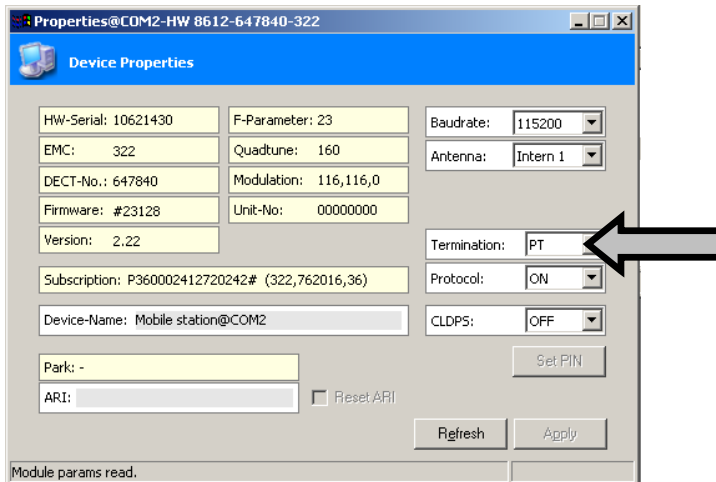 Properties@COM2-HW 8612-647840-322
Device Properties
HW-Serial: 10621430
F-Parameter: 23
Baudrate: 115200
EMC: 322
Quadtune: 160
Antenna: Intern 1
DECT-No.: 647840
Modulation: 116,116,0
Firmware: #23128
Unit-No: 00000000
Version: 2.22
Termination: PT
Subscription: P360002412720242# (322,762016,36)
Protocol: ON
Device-Name: Mobile station@COM2
CLDPS: OFF
Park: -
Set PIN
ARI:
Reset ARI
Refresh
Apply
Module params read.